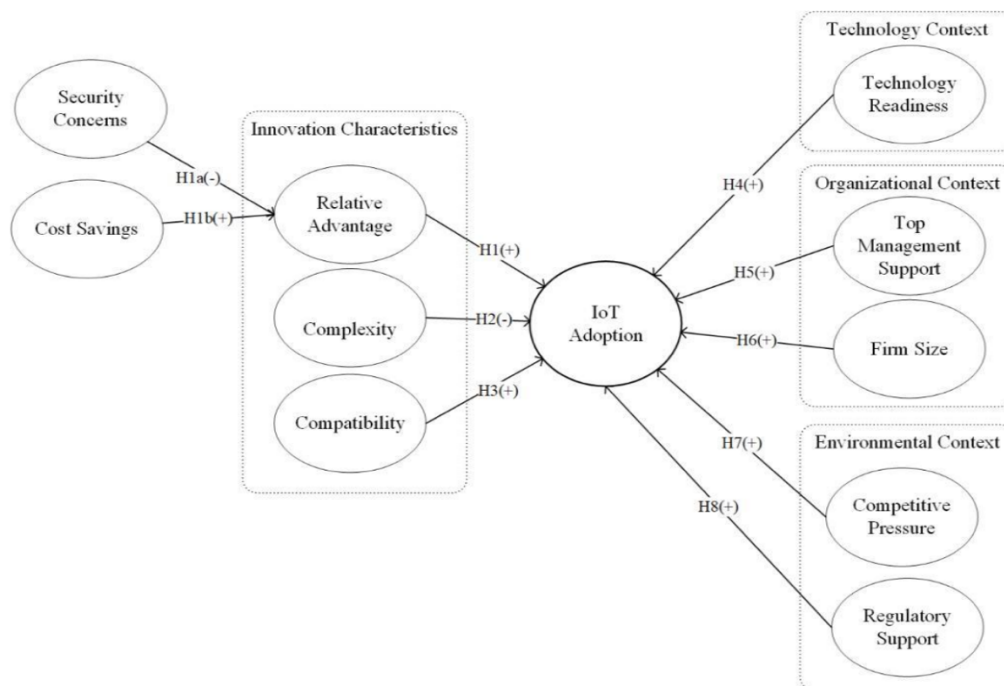 Technology Context
Technology
Readiness
Security
Concerns
Innovation Characteristics
H1a(-)
H4(+)
Organizational Context
Cost Savings
H1b(+)
Relative
Advantage
H1(+)
Top
Management
Support
H5(+)
Complexity
H2(-)
IoT
Adoption
H6(+)
Firm Size
Compatibility
H3(+)
H7(+)
Environmental Context
H8(+)
Competitive
Pressure
Regulatory
Support